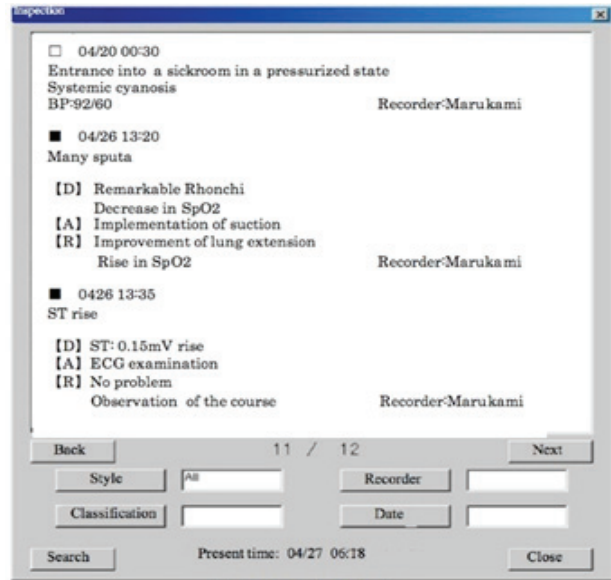 Inspection
☐ 04/20 00:30
Entrance into a sickroom in a pressurized state
Systemic cyanosis
BP:92/60 Recorder:Marukami
■ 04/26 13:20
Many sputa
【D】 Remarkable Rhonchi
Decrease in SpO2
【A】 Implementation of suction
【R】 Improvement of lung extension
Rise in SpO2 Recorder:Marukami
■ 0426 13:35
ST rise
【D】 ST: 0.15mV rise
【A】 ECG examination
【R】 No problem
Observation of the course Recorder:Marukami
Back 11 / 12 Next
Style All Recorder
Classification Date
Search Present time: 04/27 06:18 Close